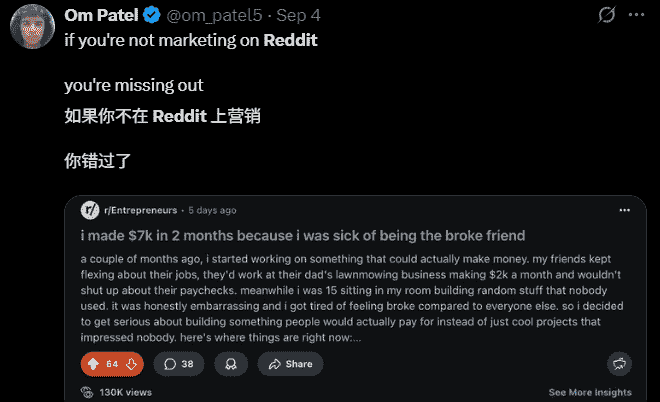 Om Patel @om_patel5 · Sep 4
if you're not marketing on Reddit
you're missing out
如果你不在 Reddit 上营销
你错过了
r/ r/Entrepreneurs · 5 days ago
i made $7k in 2 months because i was sick of being the broke friend
a couple of months ago, i started working on something that could actually make money. my friends kept
flexing about their jobs, they'd work at their dad's lawnmowing business making $2k a month and wouldn't
shut up about their paychecks. meanwhile i was 15 sitting in my room building random stuff that nobody
used. it was honestly embarrassing and i got tired of feeling broke compared to everyone else. so i decided
to get serious about building something people would actually pay for instead of just cool projects that
impressed nobody. here's where things are right now:...
64 38 Share
130K views See More Insights